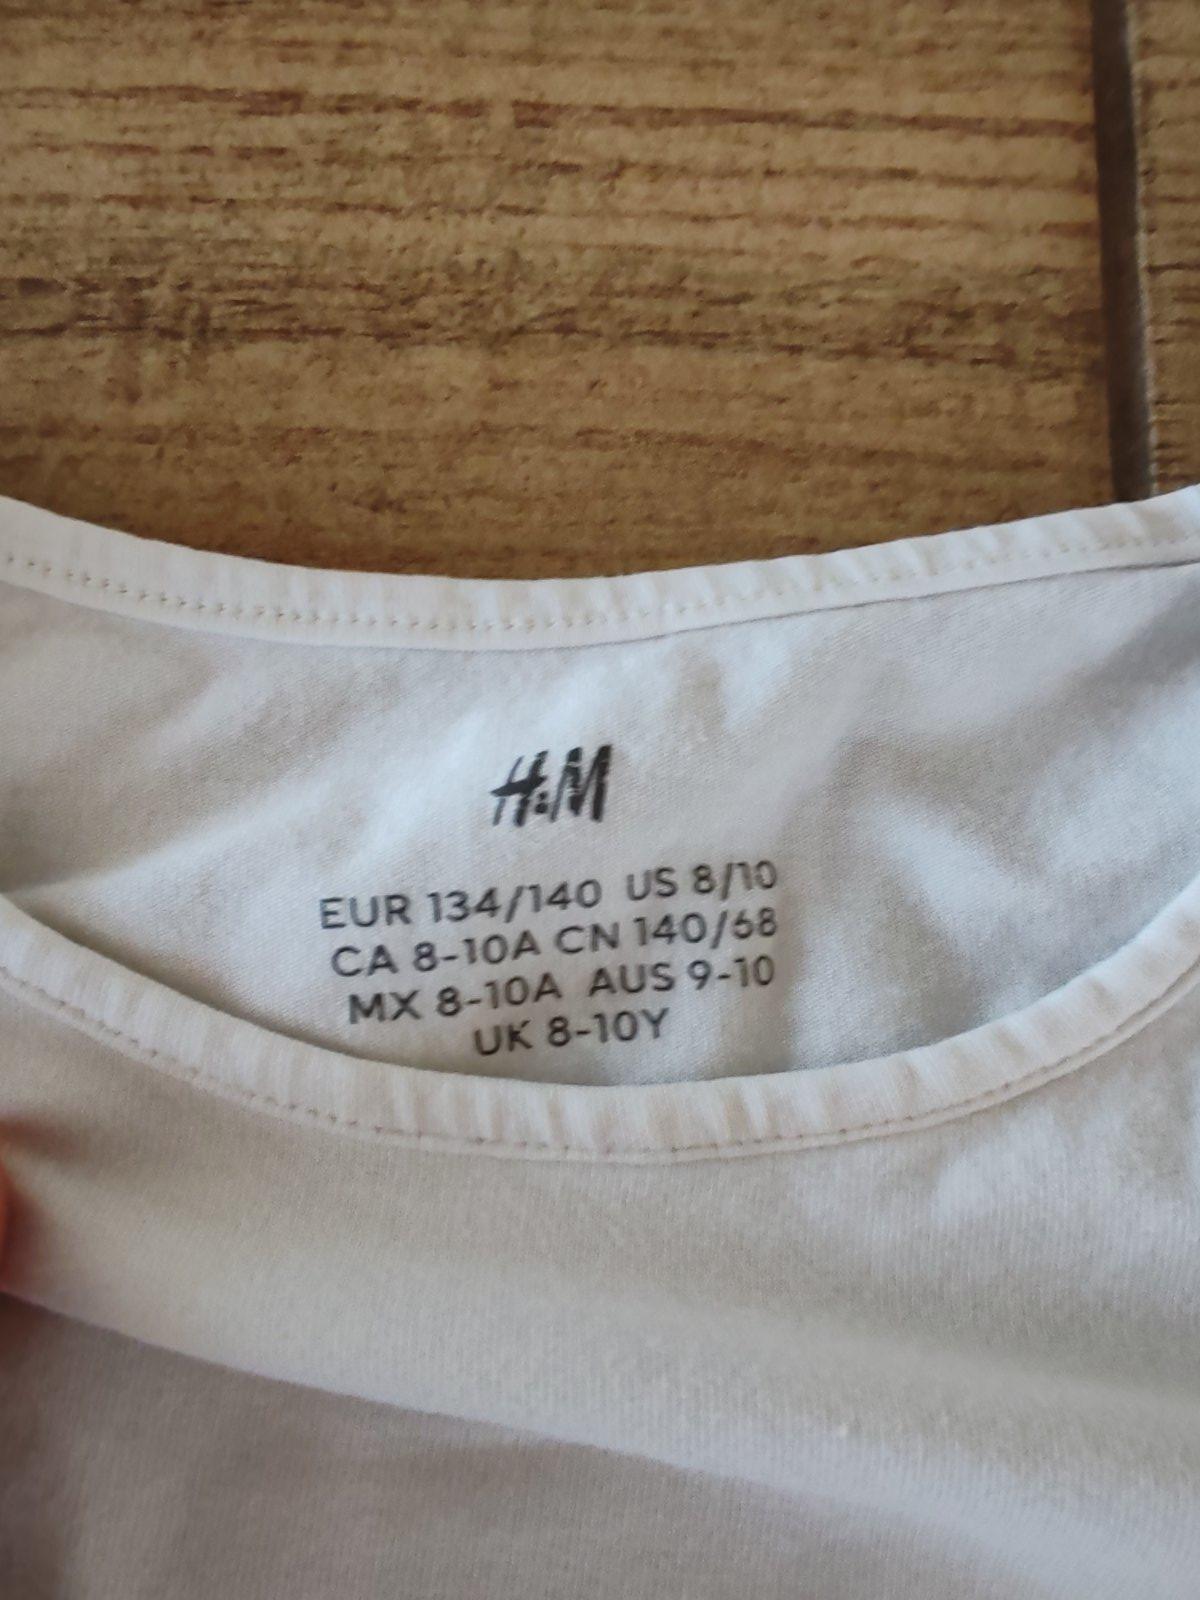 H&M
EUR 134/140 US 8/10
CA 8-10A CN 140/68
MX 8-10A AUS 9-10
UK 8-10Y